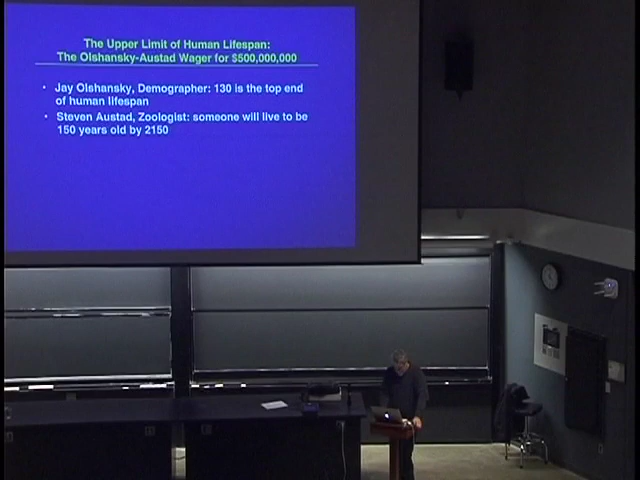 The Upper Limit of Human Lifespan:
The Olshansky-Austad Wager for $500,000,000
• Jay Olshansky, Demographer: 130 is the top end
of human lifespan
• Steven Austad, Zoologist: someone will live to be
150 years old by 2150